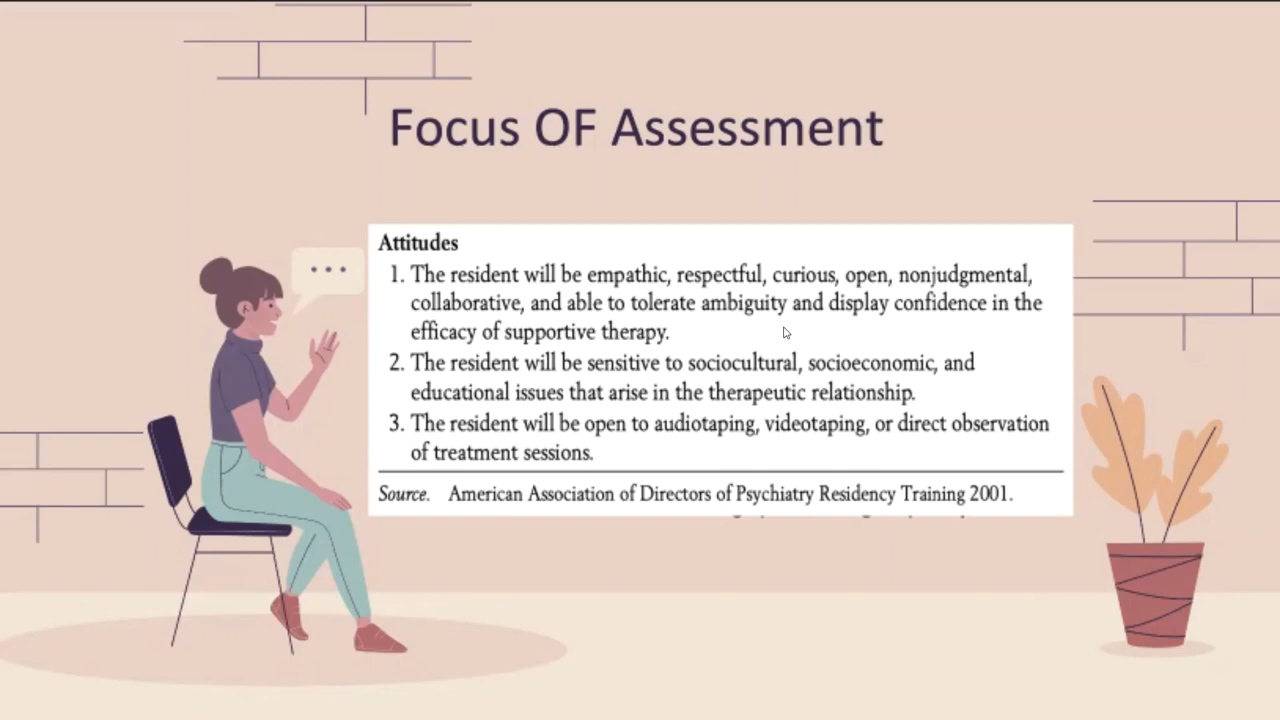 Focus OF Assessment
Attitudes
1. The resident will be empathic, respectful, curious, open, nonjudgmental,
collaborative, and able to tolerate ambiguity and display confidence in the
efficacy of supportive therapy.
2. The resident will be sensitive to sociocultural, socioeconomic, and
educational issues that arise in the therapeutic relationship.
3. The resident will be open to audiotaping, videotaping, or direct observation
of treatment sessions.
Source. American Association of Directors of Psychiatry Residency Training 2001.